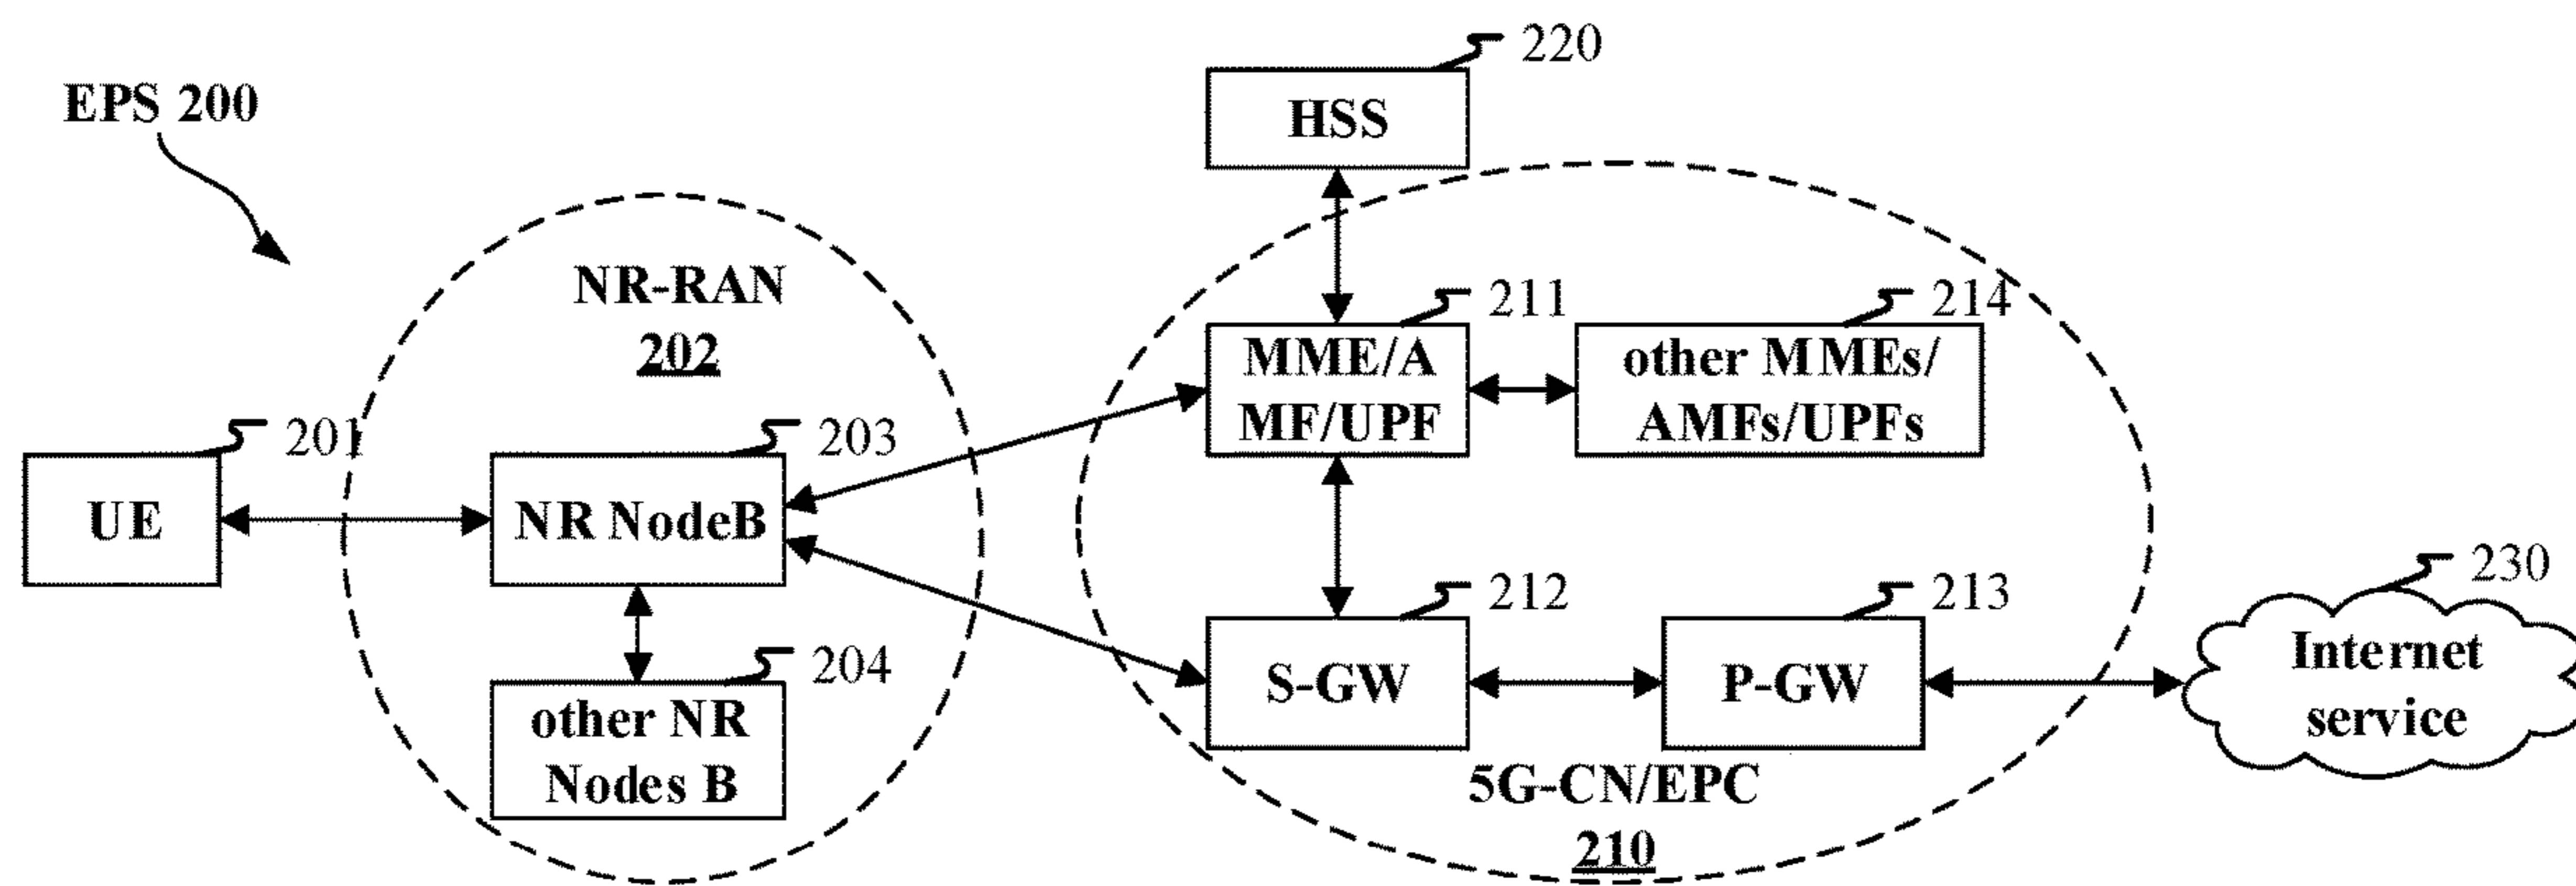 EPS 200
220
HSS
NR-RAN
202
211
MME/A
MF/UPF
214
other MMEs/
AMFs/UPFs
201
UE
203
NR NodeB
204
other NR
Nodes B
212
S-GW
213
P-GW
5G-CN/EPC
210
230
Internet
service